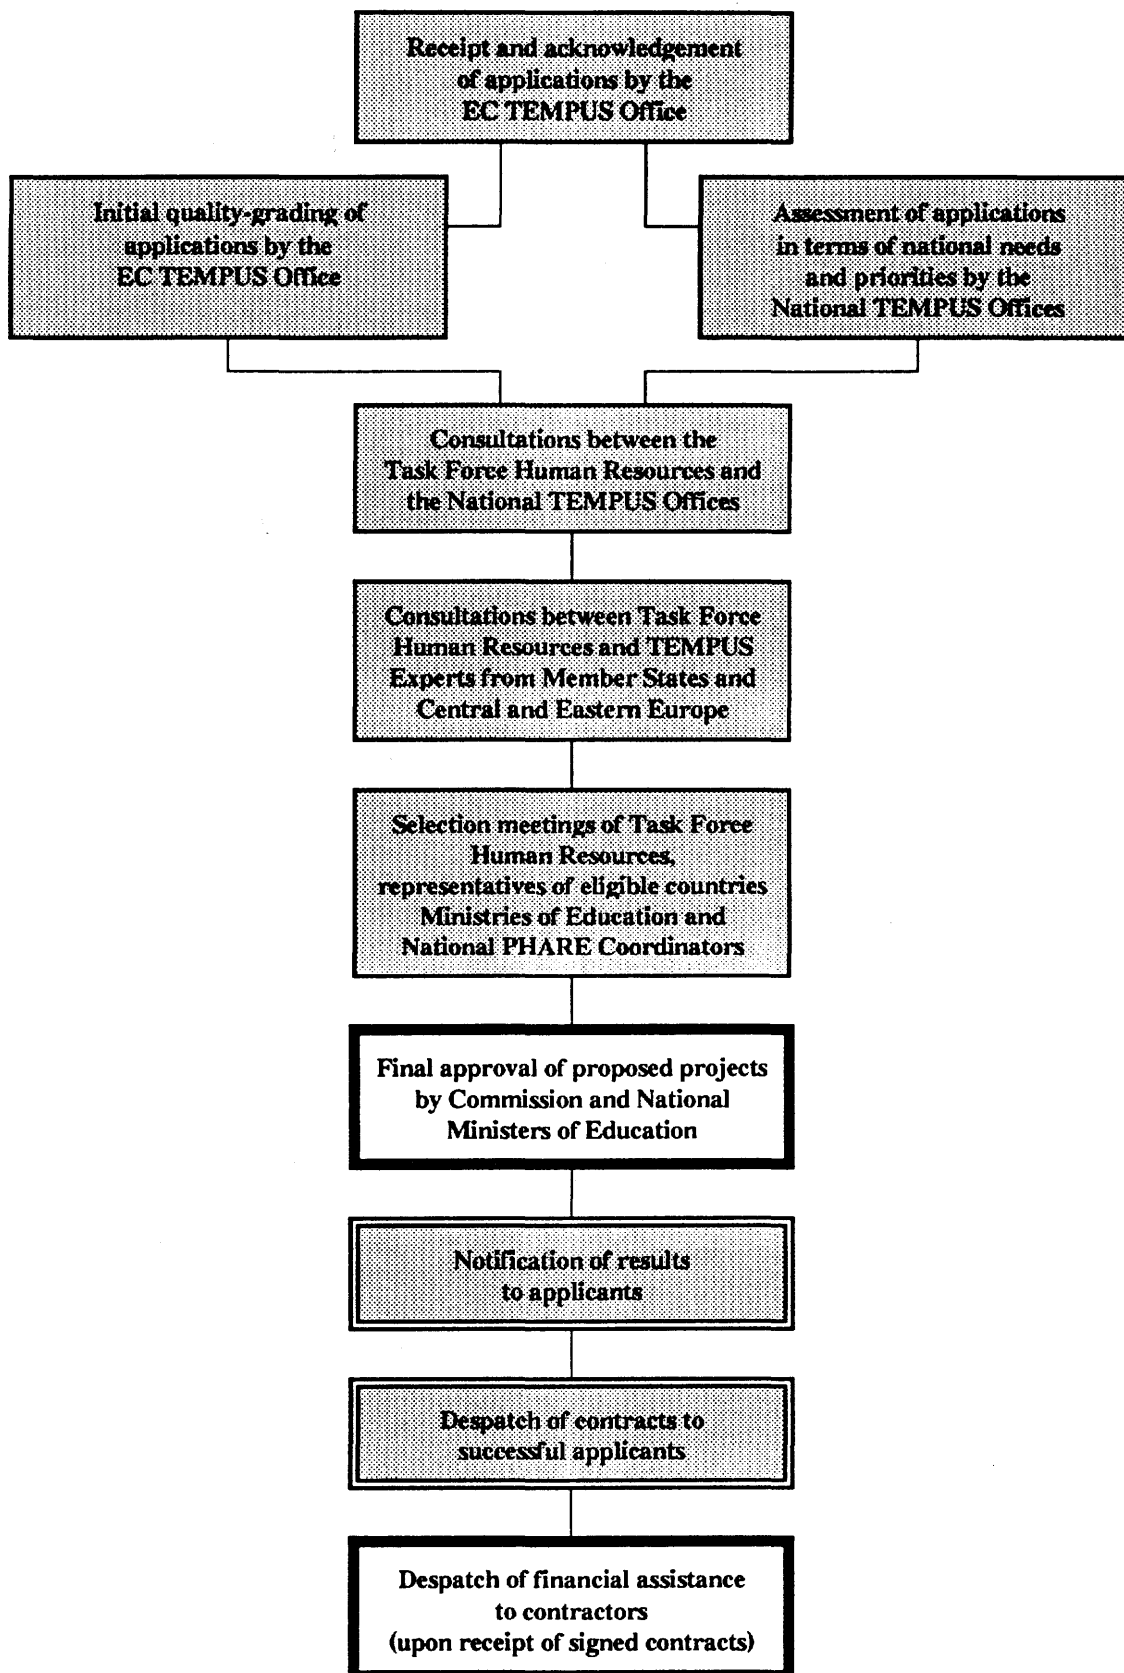 Receipt and acknowledgement
of applications by the
EC TEMPUS Office
Initial quality-grading of
applications by the
EC TEMPUS Office
Assessment of applications
in terms of national needs
and priorities by the
National TEMPUS Offices
Consultations between the
Task Force Human Resources and
the National TEMPUS Offices
Consultations between Task Force
Human Resources and TEMPUS
Experts from Member States and
Central and Eastern Europe
Selection meetings of Task Force
Human Resources,
representatives of eligible countries
Ministries of Education and
National PHARE Coordinators
Final approval of proposed projects
by Commission and National
Ministers of Education
Notification of results
to applicants
Despatch of contracts to
successful applicants
Despatch of financial assistance
to contractors
(upon receipt of signed contracts)